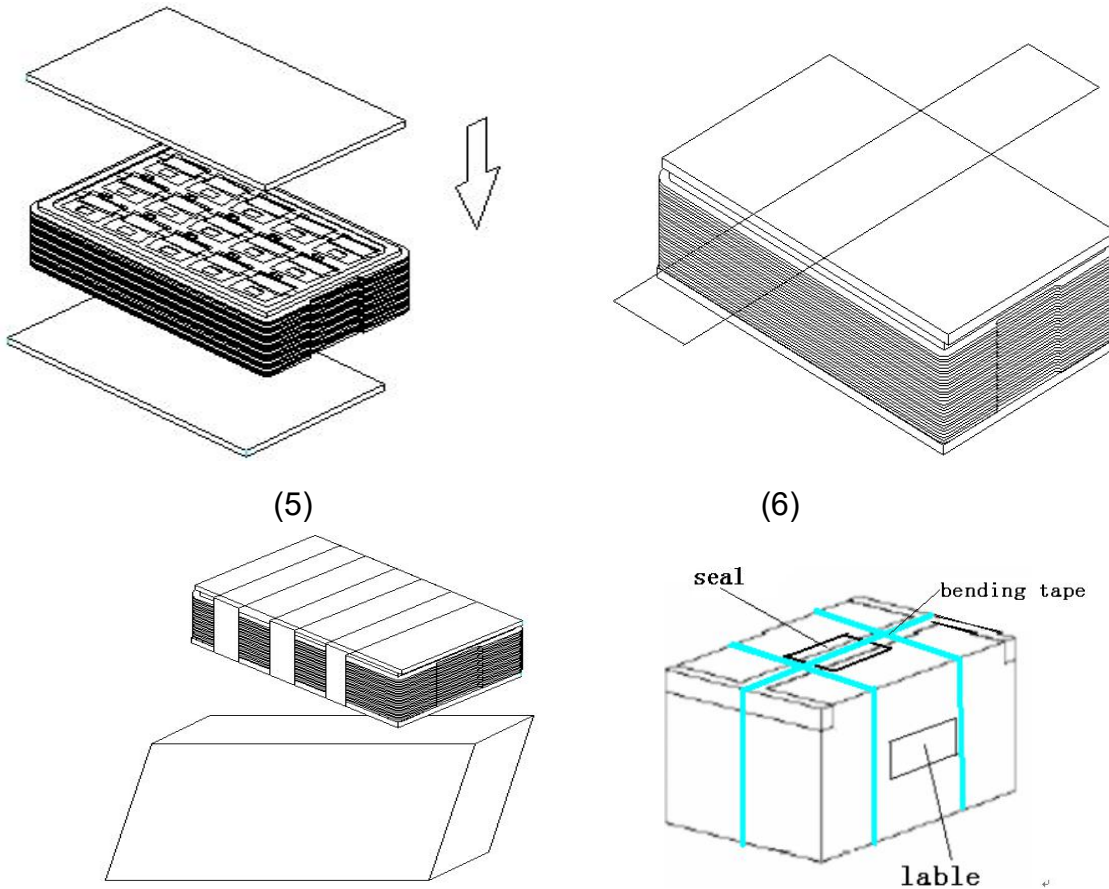 (5)
(6)
seal
bending tape
lable